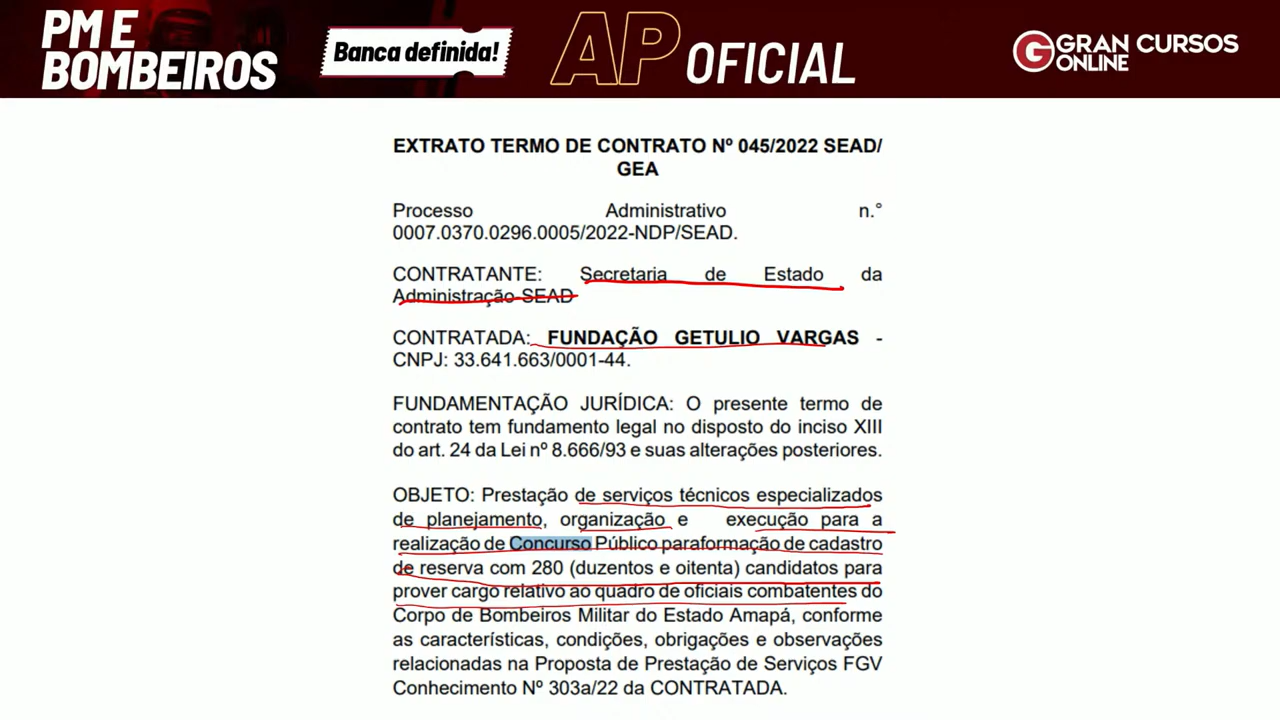 PM E
BOMBEIROS
Banca definida!
AP OFICIAL
G GRAN CURSOS
ONLINE
EXTRATO TERMO DE CONTRATO Nº 045/2022 SEAD/
GEA
Processo Administrativo n.°
0007.0370.0296.0005/2022-NDP/SEAD.
CONTRATANTE: Secretaria de Estado da
Administração-SEAD
CONTRATADA: FUNDAÇÃO GETULIO VARGAS -
CNPJ: 33.641.663/0001-44.
FUNDAMENTAÇÃO JURÍDICA: O presente termo de
contrato tem fundamento legal no disposto do inciso XIII
do art. 24 da Lei nº 8.666/93 e suas alterações posteriores.
OBJETO: Prestação de serviços técnicos especializados
de planejamento, organização e execução para a
realização de Concurso Público paraformação de cadastro
de reserva com 280 (duzentos e oitenta) candidatos para
prover cargo relativo ao quadro de oficiais combatentes do
Corpo de Bombeiros Militar do Estado Amapá, conforme
as características, condições, obrigações e observações
relacionadas na Proposta de Prestação de Serviços FGV
Conhecimento Nº 303a/22 da CONTRATADA.